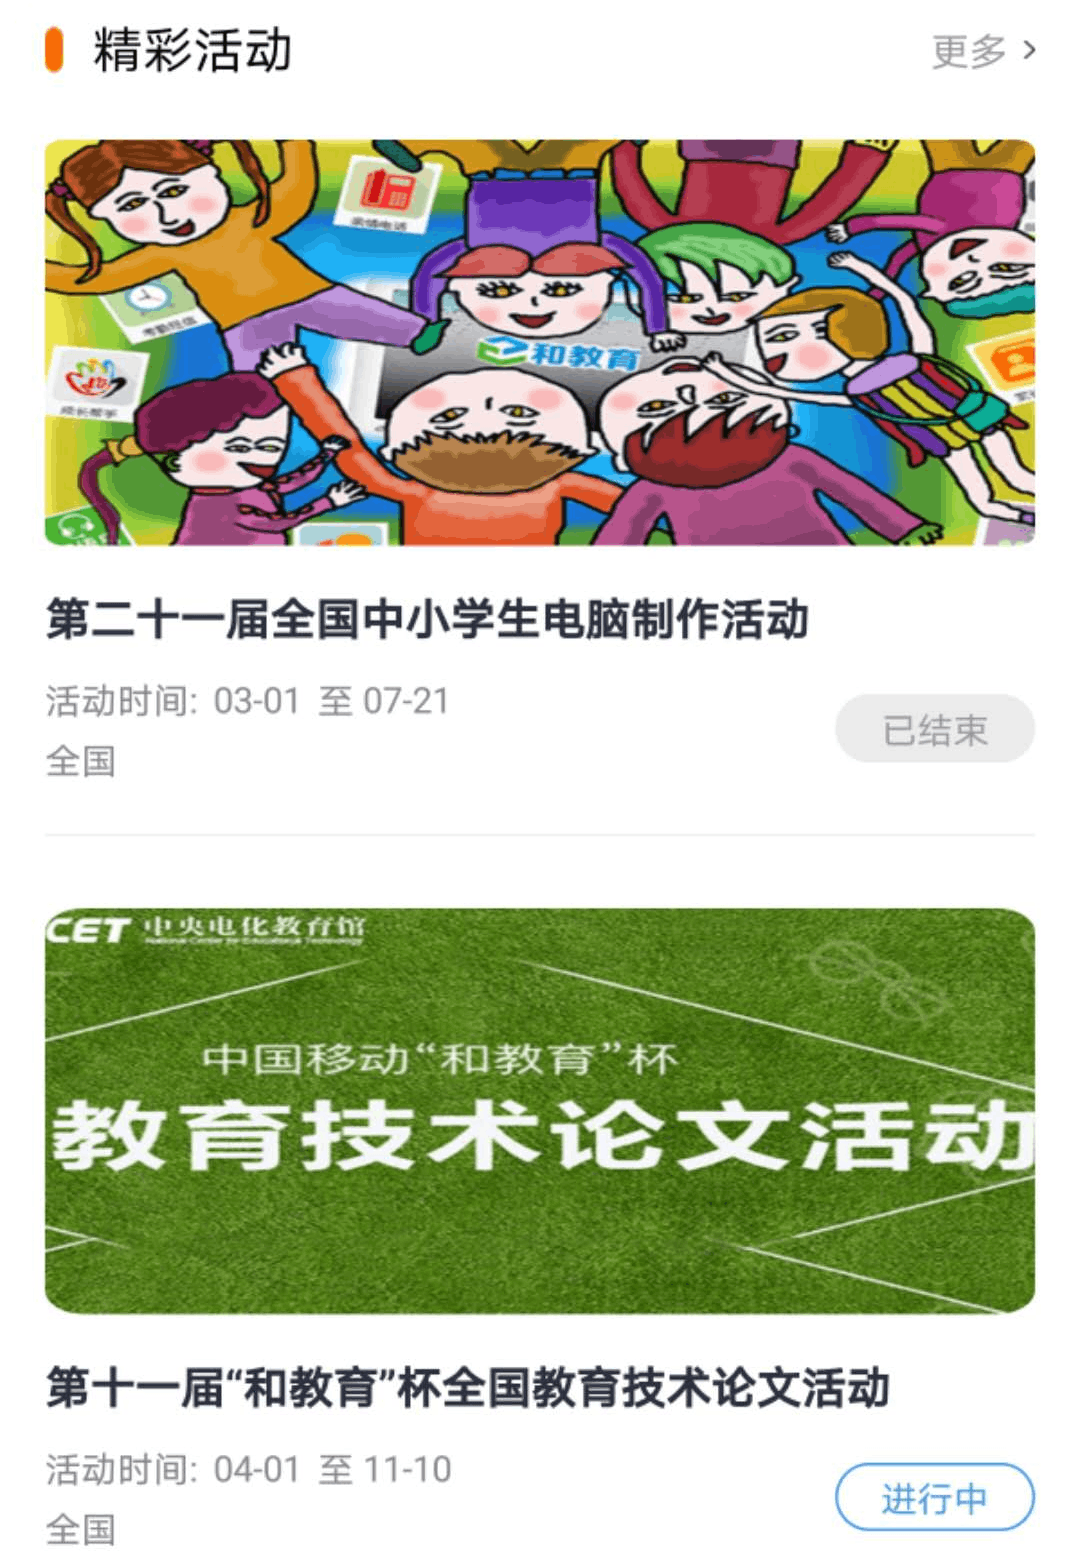 精彩活动
更多 >
亲情电话
考勤短信
和教育
成长帮手
第二十一届全国中小学生电脑制作活动
活动时间: 03-01 至 07-21
已结束
全国
CET 中央电化教育馆
National Center for Educational Technology
中国移动“和教育”杯
教育技术论文活动
第十一届“和教育”杯全国教育技术论文活动
活动时间: 04-01 至 11-10
进行中
全国